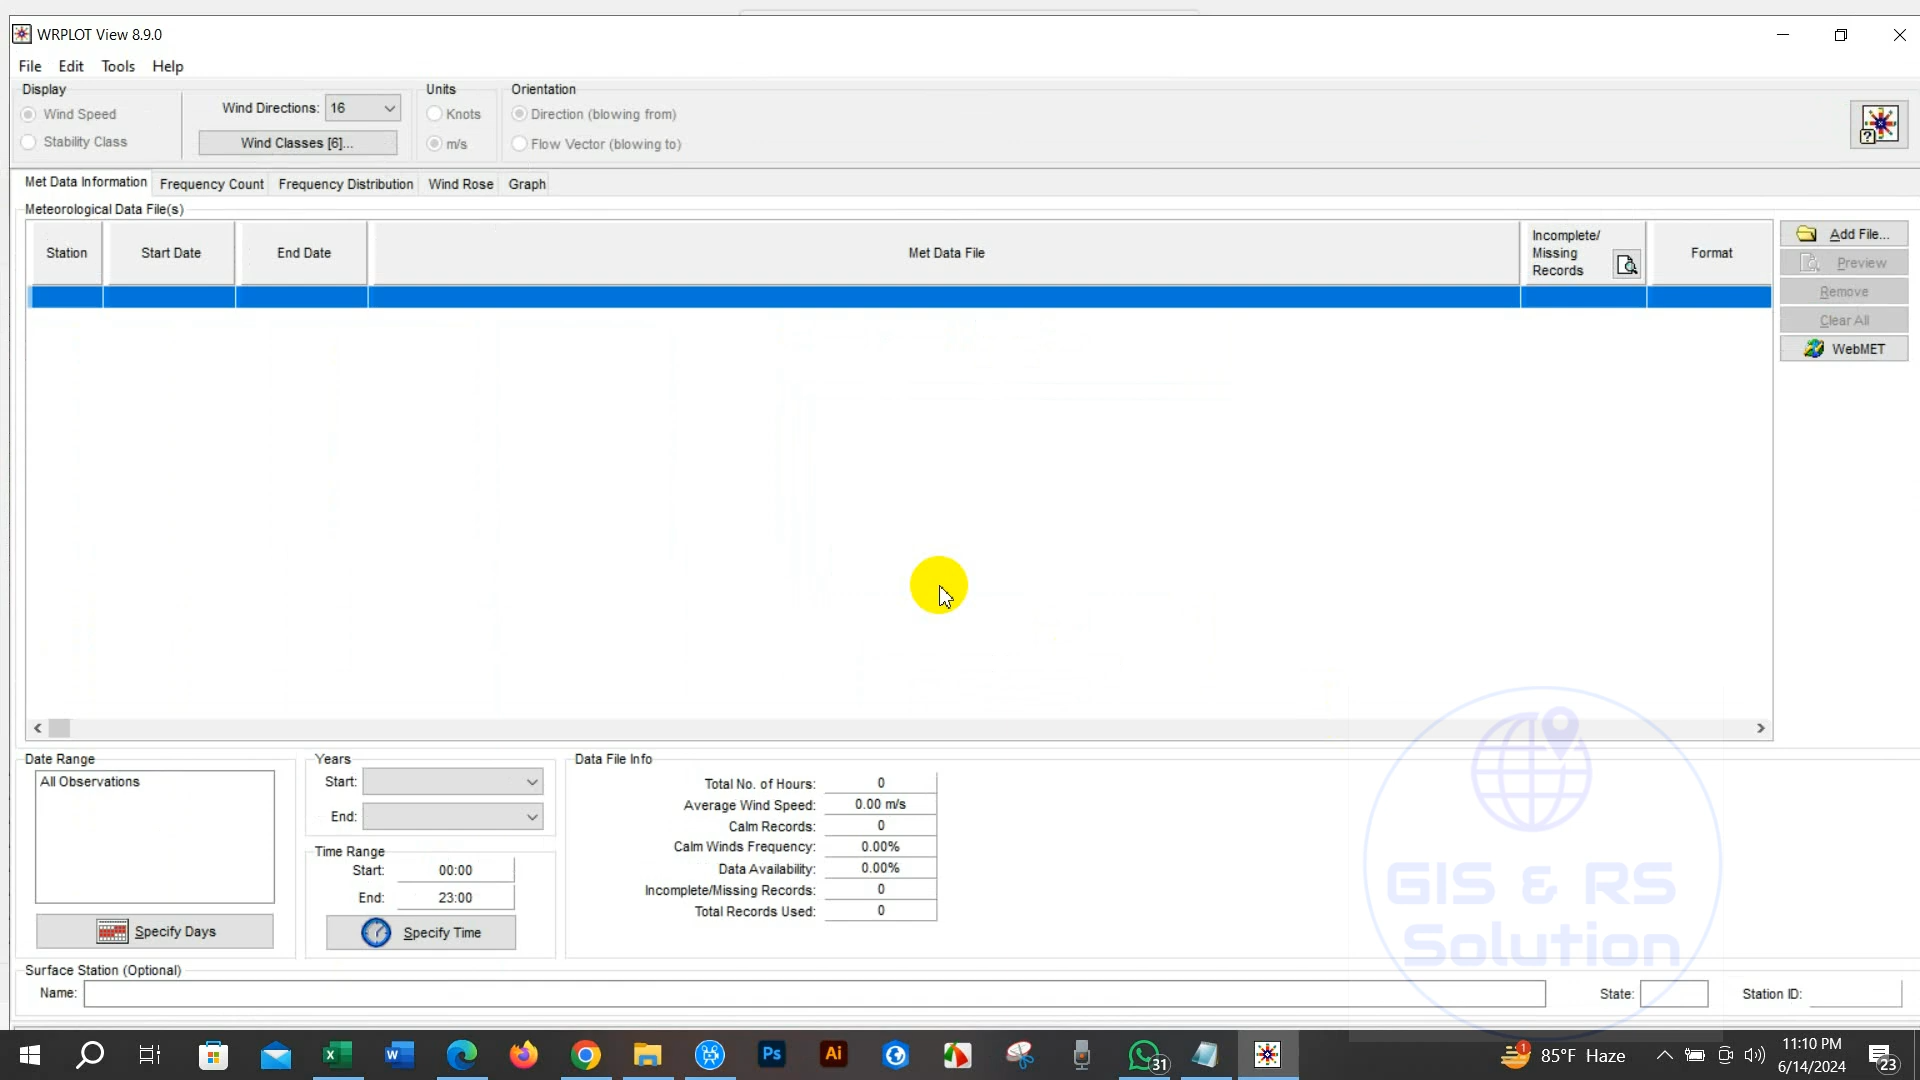 WRPLOT View 8.9.0
File Edit Tools Help
Display
Wind Speed
Stability Class
Wind Directions: 16
Wind Classes [6]...
Units
Knots
m/s
Orientation
Direction (blowing from)
Flow Vector (blowing to)
Met Data Information Frequency Count Frequency Distribution Wind Rose Graph
Meteorological Data File(s)
Station Start Date End Date Met Data File Incomplete/ Missing Records Format
Add File...
Preview
Remove
Clear All
WebMET
Date Range
All Observations
Specify Days
Years
Start:
End:
Time Range
Start: 00:00
End: 23:00
Specify Time
Data File Info
Total No. of Hours: 0
Average Wind Speed: 0.00 m/s
Calm Records: 0
Calm Winds Frequency: 0.00%
Data Availability: 0.00%
Incomplete/Missing Records: 0
Total Records Used: 0
GIS & RS
Solution
Surface Station (Optional)
Name: State: Station ID:
Ps Ai 31 1 85°F Haze 11:10 PM
6/14/2024 23